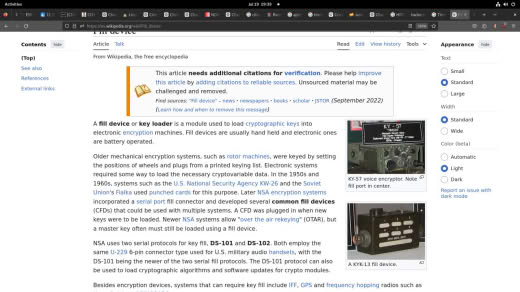 Activities
Jul 20 19:30
Fill device
Contents hide
Article Talk
Read Edit View history Tools
Appearance hide
(Top)
See also
References
External links
From Wikipedia, the free encyclopedia
This article needs additional citations for verification. Please help improve
this article by adding citations to reliable sources. Unsourced material may be
challenged and removed.
Find sources: "Fill device" – news · newspapers · books · scholar · JSTOR (September 2022)
(Learn how and when to remove this message)
A fill device or key loader is a module used to load cryptographic keys into
electronic encryption machines. Fill devices are usually hand held and electronic ones
are battery operated.
Older mechanical encryption systems, such as rotor machines, were keyed by setting
the positions of wheels and plugs from a printed keying list. Electronic systems
required some way to load the necessary cryptovariable data. In the 1950s and
1960s, systems such as the U.S. National Security Agency KW-26 and the Soviet
Union's Fialka used punched cards for this purpose. Later NSA encryption systems
incorporated a serial port fill connector and developed several common fill devices
(CFDs) that could be used with multiple systems. A CFD was plugged in when new
keys were to be loaded. Newer NSA systems allow "over the air rekeying" (OTAR), but
a master key often must still be loaded using a fill device.
NSA uses two serial protocols for key fill, DS-101 and DS-102. Both employ the
same U-229 6-pin connector type used for U.S. military audio handsets, with the
DS-101 being the newer of the two serial fill protocols. The DS-101 protocol can also
be used to load cryptographic algorithms and software updates for crypto modules.
Besides encryption devices, systems that can require key fill include IFF, GPS and frequency hopping radios such as
KY-57
KY-57 voice encryptor. Note
fill port in center.
A KYK-13 fill device.
Text
Small
Standard
Large
Width
Standard
Wide
Color (beta)
Automatic
Light
Dark
Report an issue with
dark mode